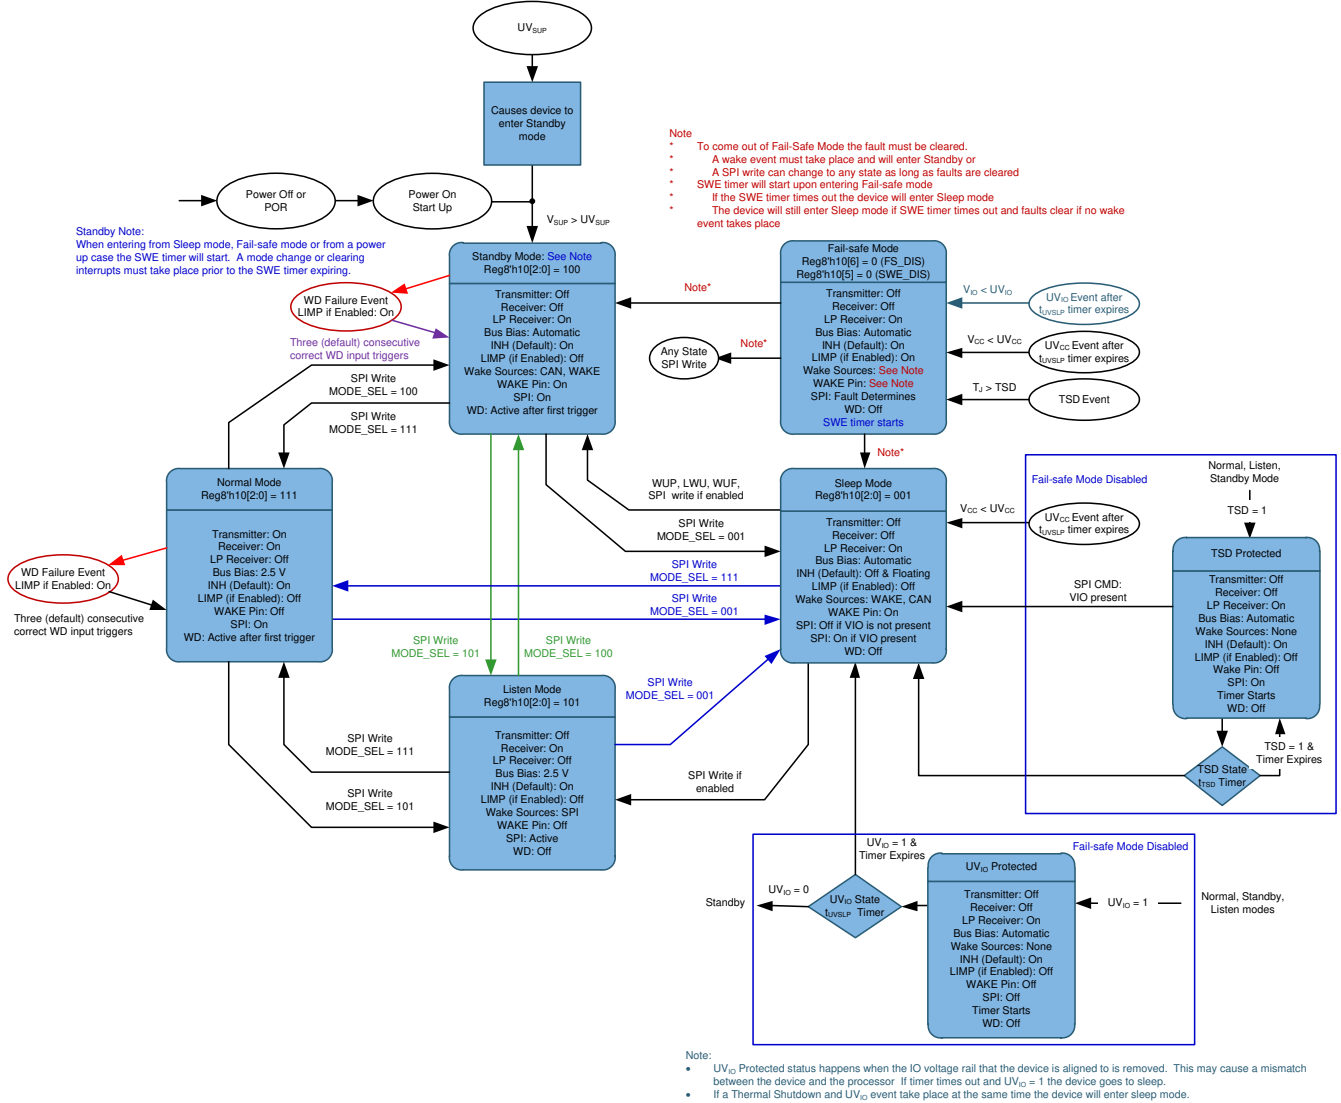 UVSUP
Causes device to
enter Standby
mode
Power Off or
POR
Power On
Start Up
VSUP > UVSUP
Note
* To come out of Fail-Safe Mode the fault must be cleared.
* A wake event must take place and will enter Standby or
* A SPI write can change to any state as long as faults are cleared
* SWE timer will start upon entering Fail-safe mode
* If the SWE timer times out the device will enter Sleep mode
* The device will still enter Sleep mode if SWE timer times out and faults clear if no wake
event takes place
Standby Note:
When entering from Sleep mode, Fail-safe mode or from a power
up case the SWE timer will start. A mode change or clearing
interrupts must take place prior to the SWE timer expiring.
Standby Mode: See Note
Reg8'h10[2:0] = 100
Transmitter: Off
Receiver: Off
LP Receiver: On
Bus Bias: Automatic
INH (Default): On
LIMP (if Enabled): Off
Wake Sources: CAN, WAKE
WAKE Pin: On
SPI: On
WD: Active after first trigger
WD Failure Event
LIMP if Enabled: On
Three (default) consecutive
correct WD input triggers
SPI Write
MODE_SEL = 100
SPI Write
MODE_SEL = 111
Note*
Any State
SPI Write
Note*
Fail-safe Mode
Reg8'h10[6] = 0 (FS_DIS)
Reg8'h10[5] = 0 (SWE_DIS)
Transmitter: Off
Receiver: Off
LP Receiver: On
Bus Bias: Automatic
INH (Default): On
LIMP (if Enabled): On
Wake Sources: See Note
WAKE Pin: See Note
SPI: Fault Determines
WD: Off
SWE timer starts
VIO < UVIO
UVIO Event after
tUVSLP timer expires
VCC < UVCC
UVCC Event after
tUVSLP timer expires
TJ > TSD
TSD Event
Note*
Normal Mode
Reg8'h10[2:0] = 111
Transmitter: On
Receiver: On
LP Receiver: Off
Bus Bias: 2.5 V
INH (Default): On
LIMP (if Enabled): Off
WAKE Pin: Off
SPI: On
WD: Active after first trigger
WD Failure Event
LIMP if Enabled: On
Three (default) consecutive
correct WD input triggers
WUP, LWU, WUF,
SPI write if enabled
SPI Write
MODE_SEL = 001
SPI Write
MODE_SEL = 111
SPI Write
MODE_SEL = 001
SPI Write
MODE_SEL = 101
SPI Write
MODE_SEL = 100
Sleep Mode
Reg8'h10[2:0] = 001
Transmitter: Off
Receiver: Off
LP Receiver: On
Bus Bias: Automatic
INH (Default): Off & Floating
LIMP (if Enabled): Off
Wake Sources: WAKE, CAN
WAKE Pin: On
SPI: Off if VIO is not present
SPI: On if VIO present
WD: Off
VCC < UVCC
UVCC Event after
tUVSLP timer expires
Fail-safe Mode Disabled
Normal, Listen,
Standby Mode
TSD = 1
SPI CMD:
VIO present
TSD Protected
Transmitter: Off
Receiver: Off
LP Receiver: On
Bus Bias: Automatic
Wake Sources: None
INH (Default): On
LIMP (if Enabled): Off
Wake Pin: Off
SPI: On
Timer Starts
WD: Off
TSD = 1 &
Timer Expires
TSD State
tTSD Timer
Listen Mode
Reg8'h10[2:0] = 101
Transmitter: Off
Receiver: On
LP Receiver: Off
Bus Bias: 2.5 V
INH (Default): On
LIMP (if Enabled): Off
Wake Sources: SPI
WAKE Pin: Off
SPI: Active
WD: Off
SPI Write
MODE_SEL = 001
SPI Write
MODE_SEL = 111
SPI Write
MODE_SEL = 101
SPI Write if
enabled
UVIO = 1 &
Timer Expires
Fail-safe Mode Disabled
Standby
UVIO = 0
UVIO State
tUVSLP Timer
UVIO Protected
Transmitter: Off
Receiver: Off
LP Receiver: On
Bus Bias: Automatic
Wake Sources: None
INH (Default): On
LIMP (if Enabled): Off
WAKE Pin: Off
SPI: Off
Timer Starts
WD: Off
UVIO = 1
Normal, Standby,
Listen modes
Note:
• UVIO Protected status happens when the IO voltage rail that the device is aligned to is removed. This may cause a mismatch
between the device and the processor If timer times out and UVIO = 1 the device goes to sleep.
• If a Thermal Shutdown and UVIO event take place at the same time the device will enter sleep mode.